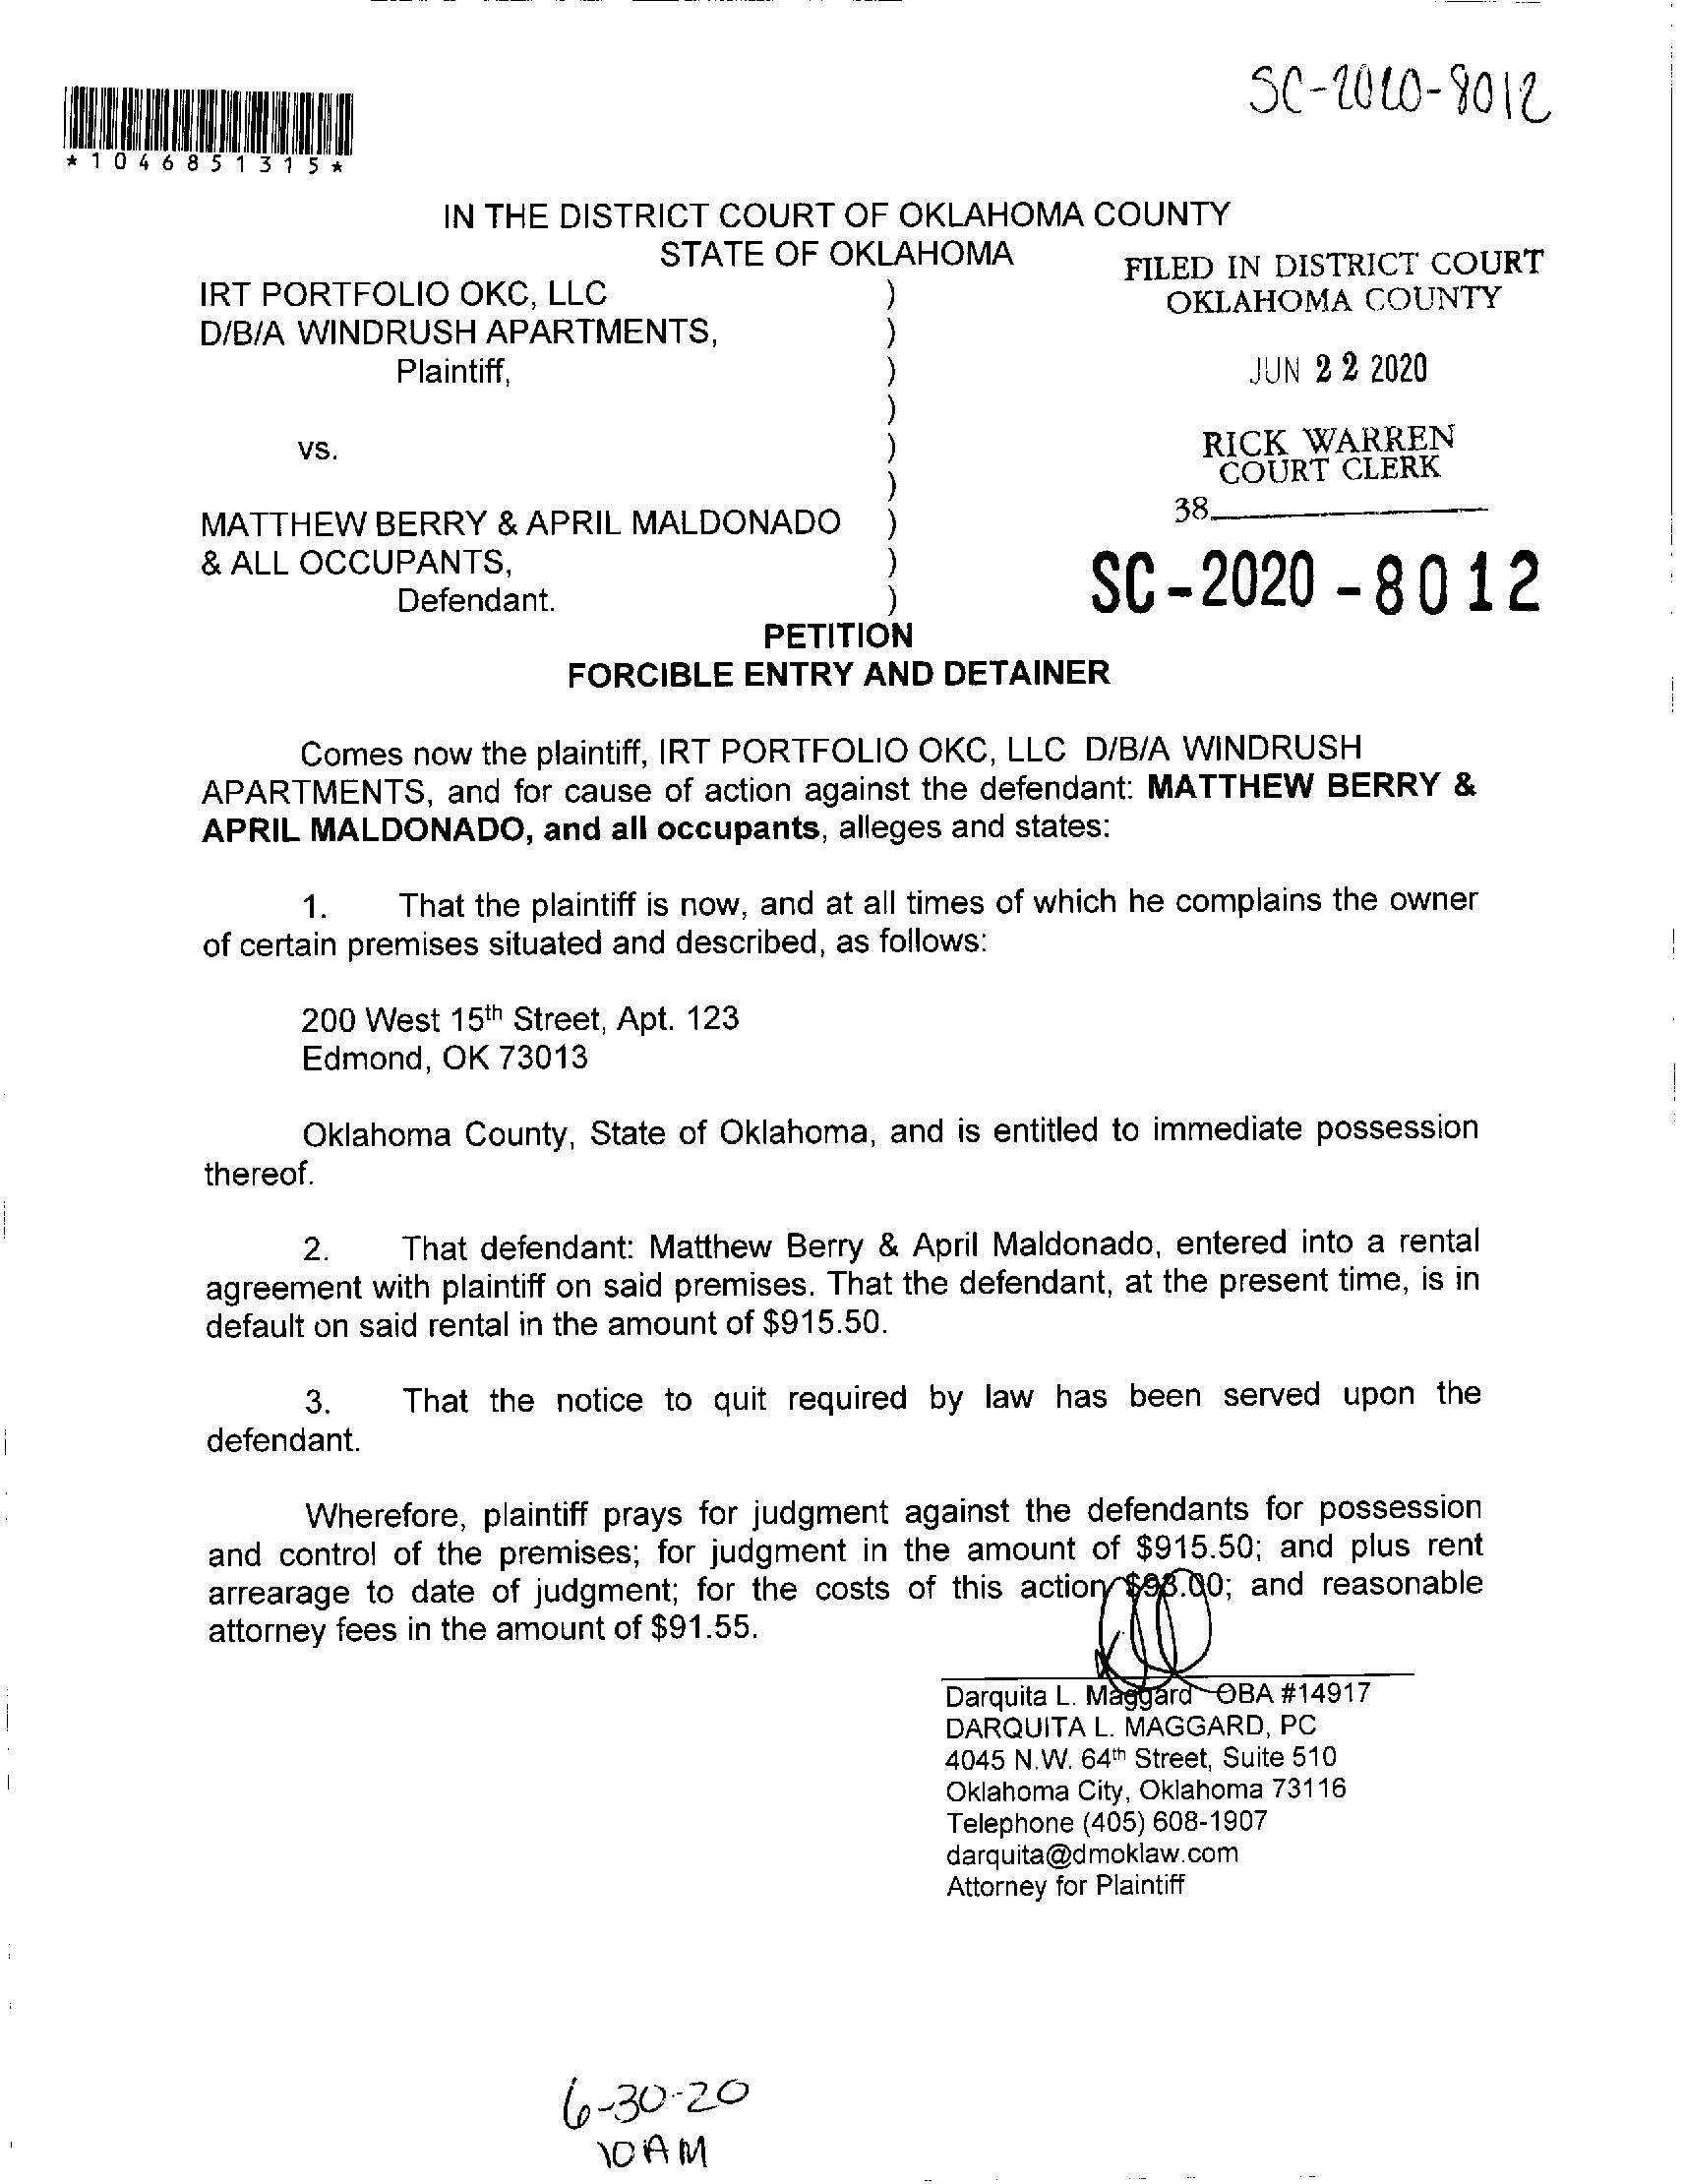 SC-2020-8012
*1046851315*
IN THE DISTRICT COURT OF OKLAHOMA COUNTY
STATE OF OKLAHOMA
FILED IN DISTRICT COURT
OKLAHOMA COUNTY
IRT PORTFOLIO OKC, LLC )
D/B/A WINDRUSH APARTMENTS, )
Plaintiff, )
JUN 22 2020
)
vs. )
RICK WARREN
COURT CLERK
)
38
MATTHEW BERRY & APRIL MALDONADO )
& ALL OCCUPANTS, )
Defendant. )
SC-2020-8012
PETITION
FORCIBLE ENTRY AND DETAINER
Comes now the plaintiff, IRT PORTFOLIO OKC, LLC D/B/A WINDRUSH
APARTMENTS, and for cause of action against the defendant: MATTHEW BERRY &
APRIL MALDONADO, and all occupants, alleges and states:
1. That the plaintiff is now, and at all times of which he complains the owner
of certain premises situated and described, as follows:
200 West 15th Street, Apt. 123
Edmond, OK 73013
Oklahoma County, State of Oklahoma, and is entitled to immediate possession
thereof.
2. That defendant: Matthew Berry & April Maldonado, entered into a rental
agreement with plaintiff on said premises. That the defendant, at the present time, is in
default on said rental in the amount of $915.50.
3. That the notice to quit required by law has been served upon the
defendant.
Wherefore, plaintiff prays for judgment against the defendants for possession
and control of the premises; for judgment in the amount of $915.50; and plus rent
arrearage to date of judgment; for the costs of this action and reasonable
attorney fees in the amount of $91.55.
Darquita L. Maggard OBA #14917
DARQUITA L. MAGGARD, PC
4045 N.W. 64th Street, Suite 510
Oklahoma City, Oklahoma 73116
Telephone (405) 608-1907
darquita@dmoklaw.com
Attorney for Plaintiff
6-30-20
10 AM